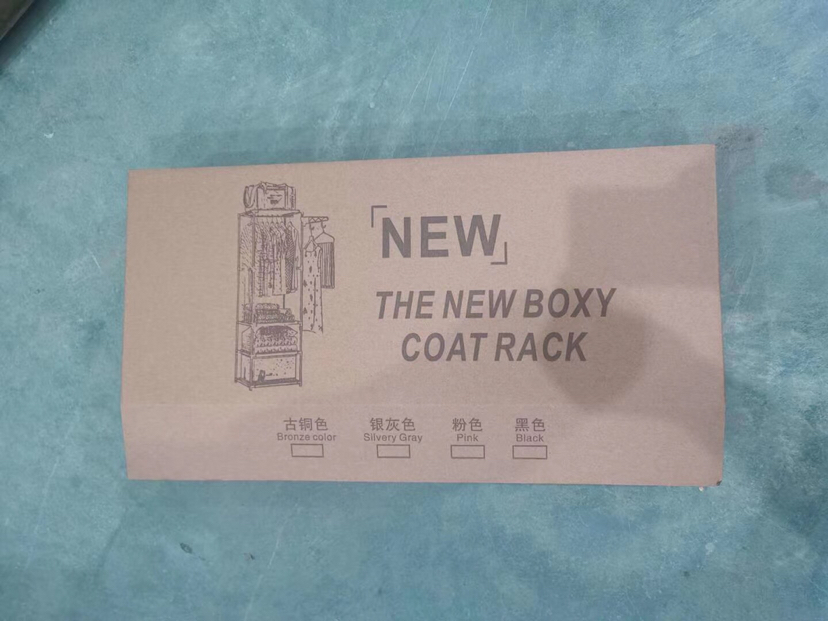 NEW
THE NEW BOXY
COAT RACK
古铜色 银灰色 粉色 黑色
Bronze color Silvery Gray Pink Black